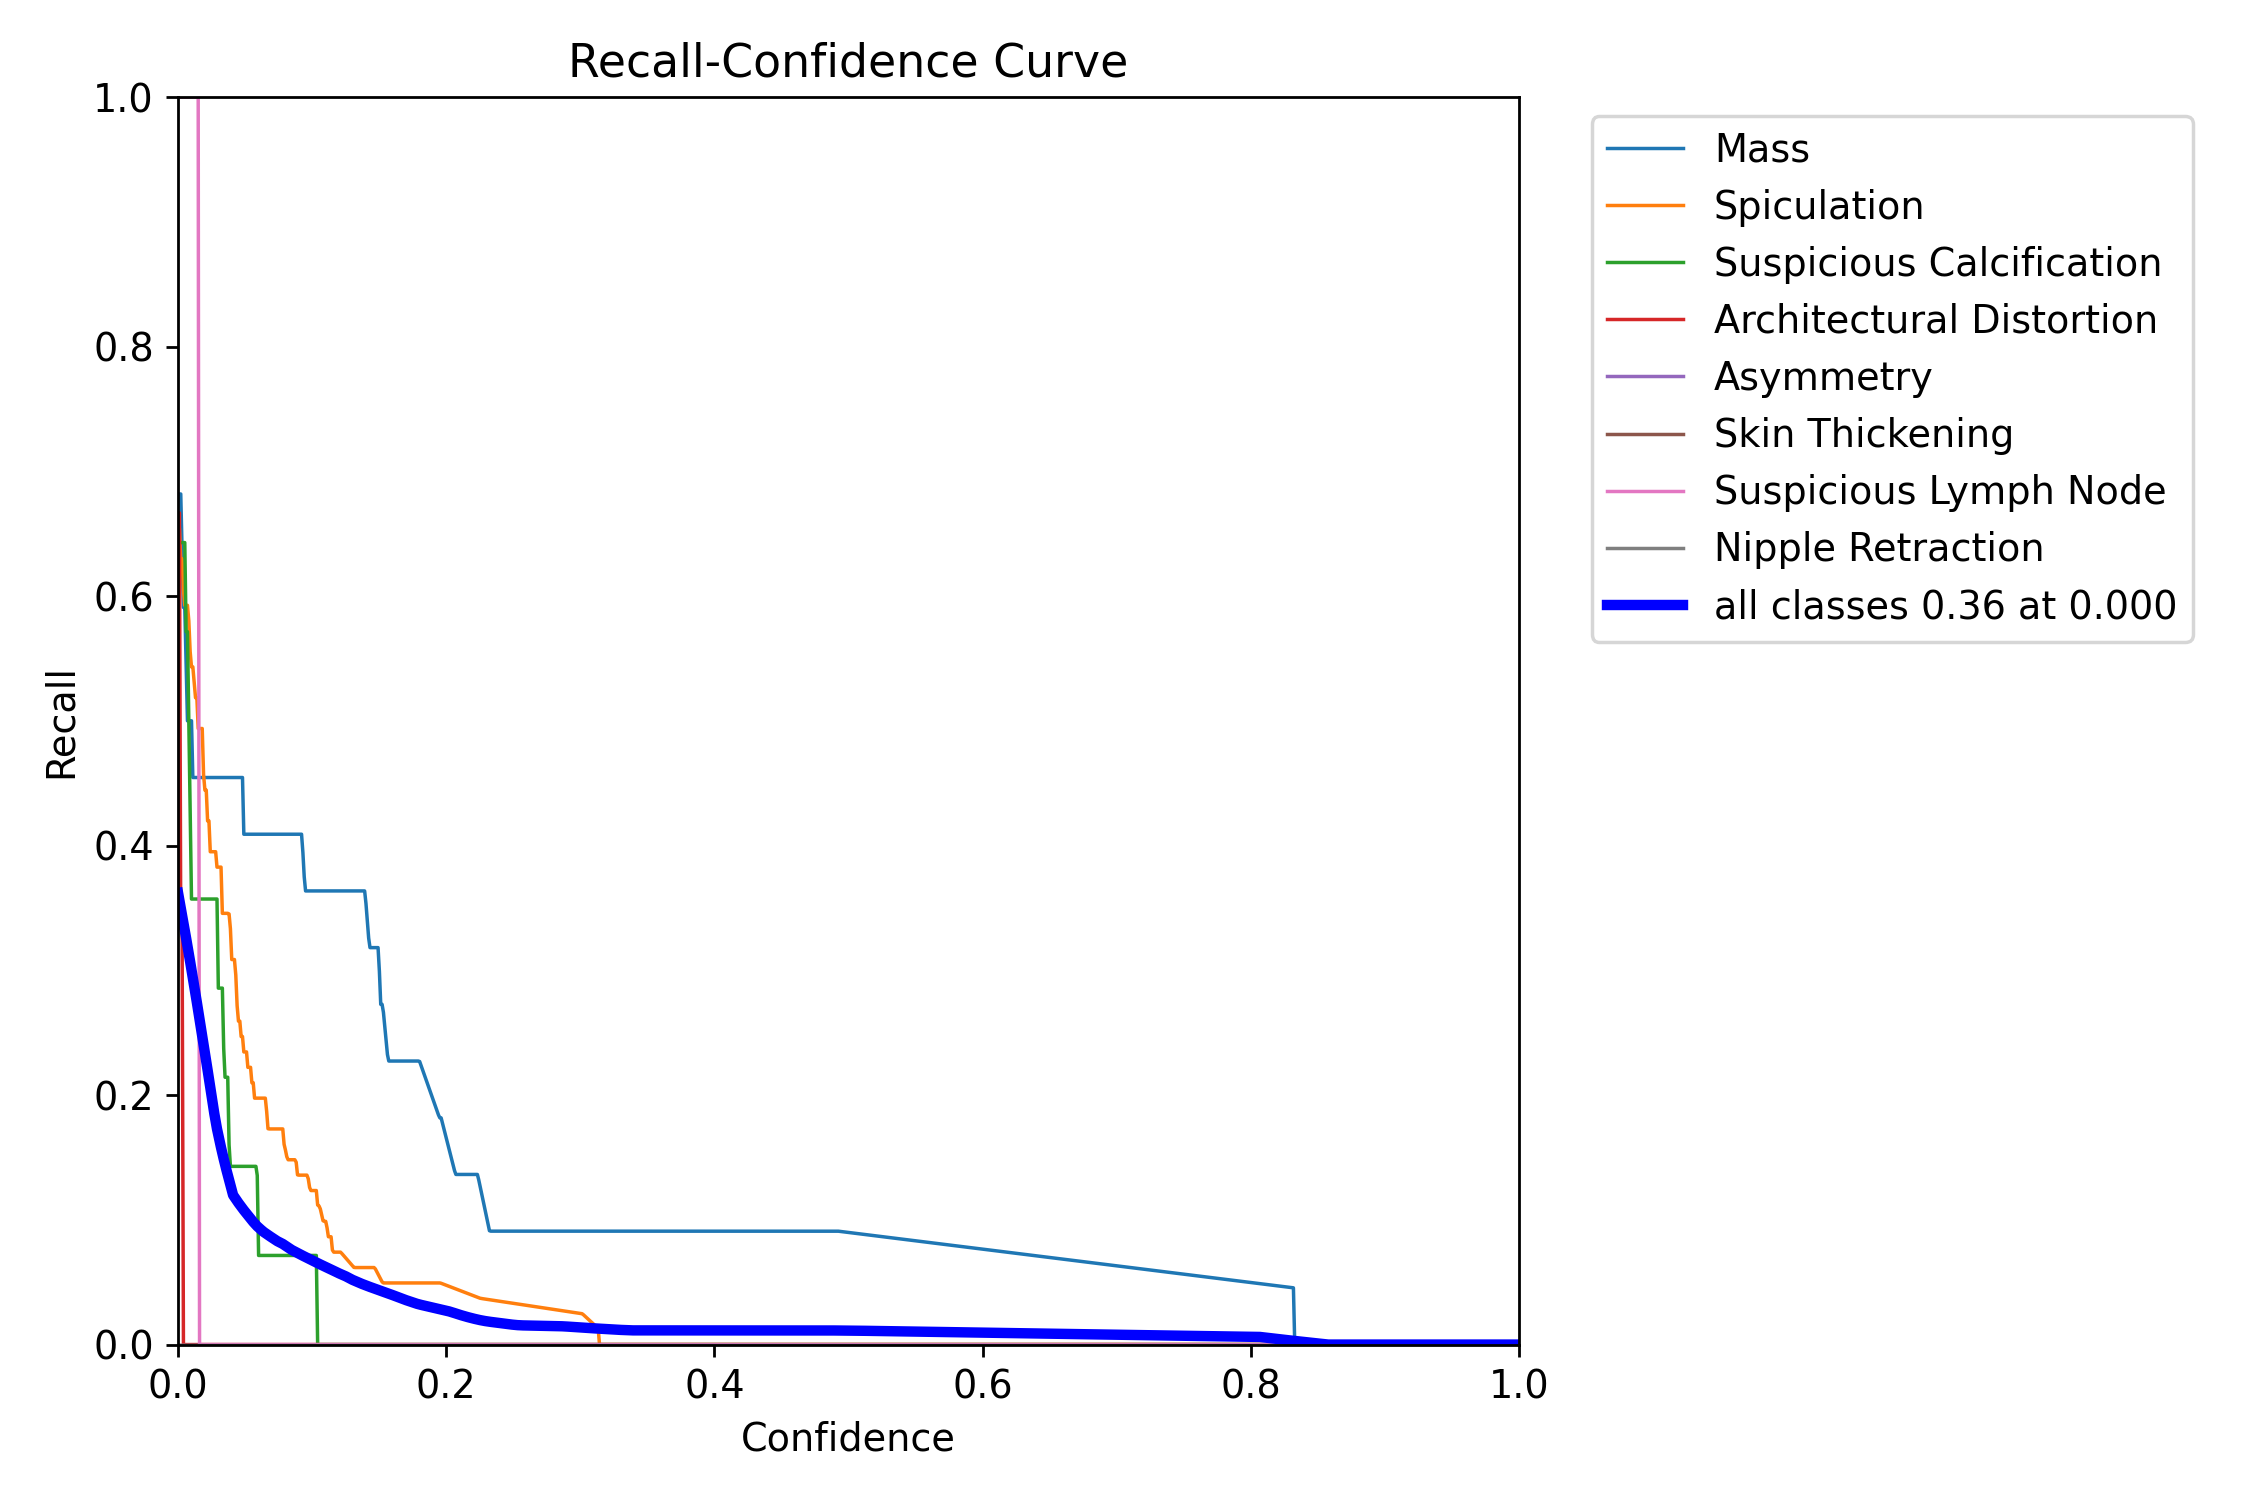 Recall-Confidence Curve
1.0
0.8
0.6
0.4
0.2
0.0
Recall
0.0 0.2 0.4 0.6 0.8 1.0
Confidence
Mass
Spiculation
Suspicious Calcification
Architectural Distortion
Asymmetry
Skin Thickening
Suspicious Lymph Node
Nipple Retraction
all classes 0.36 at 0.000